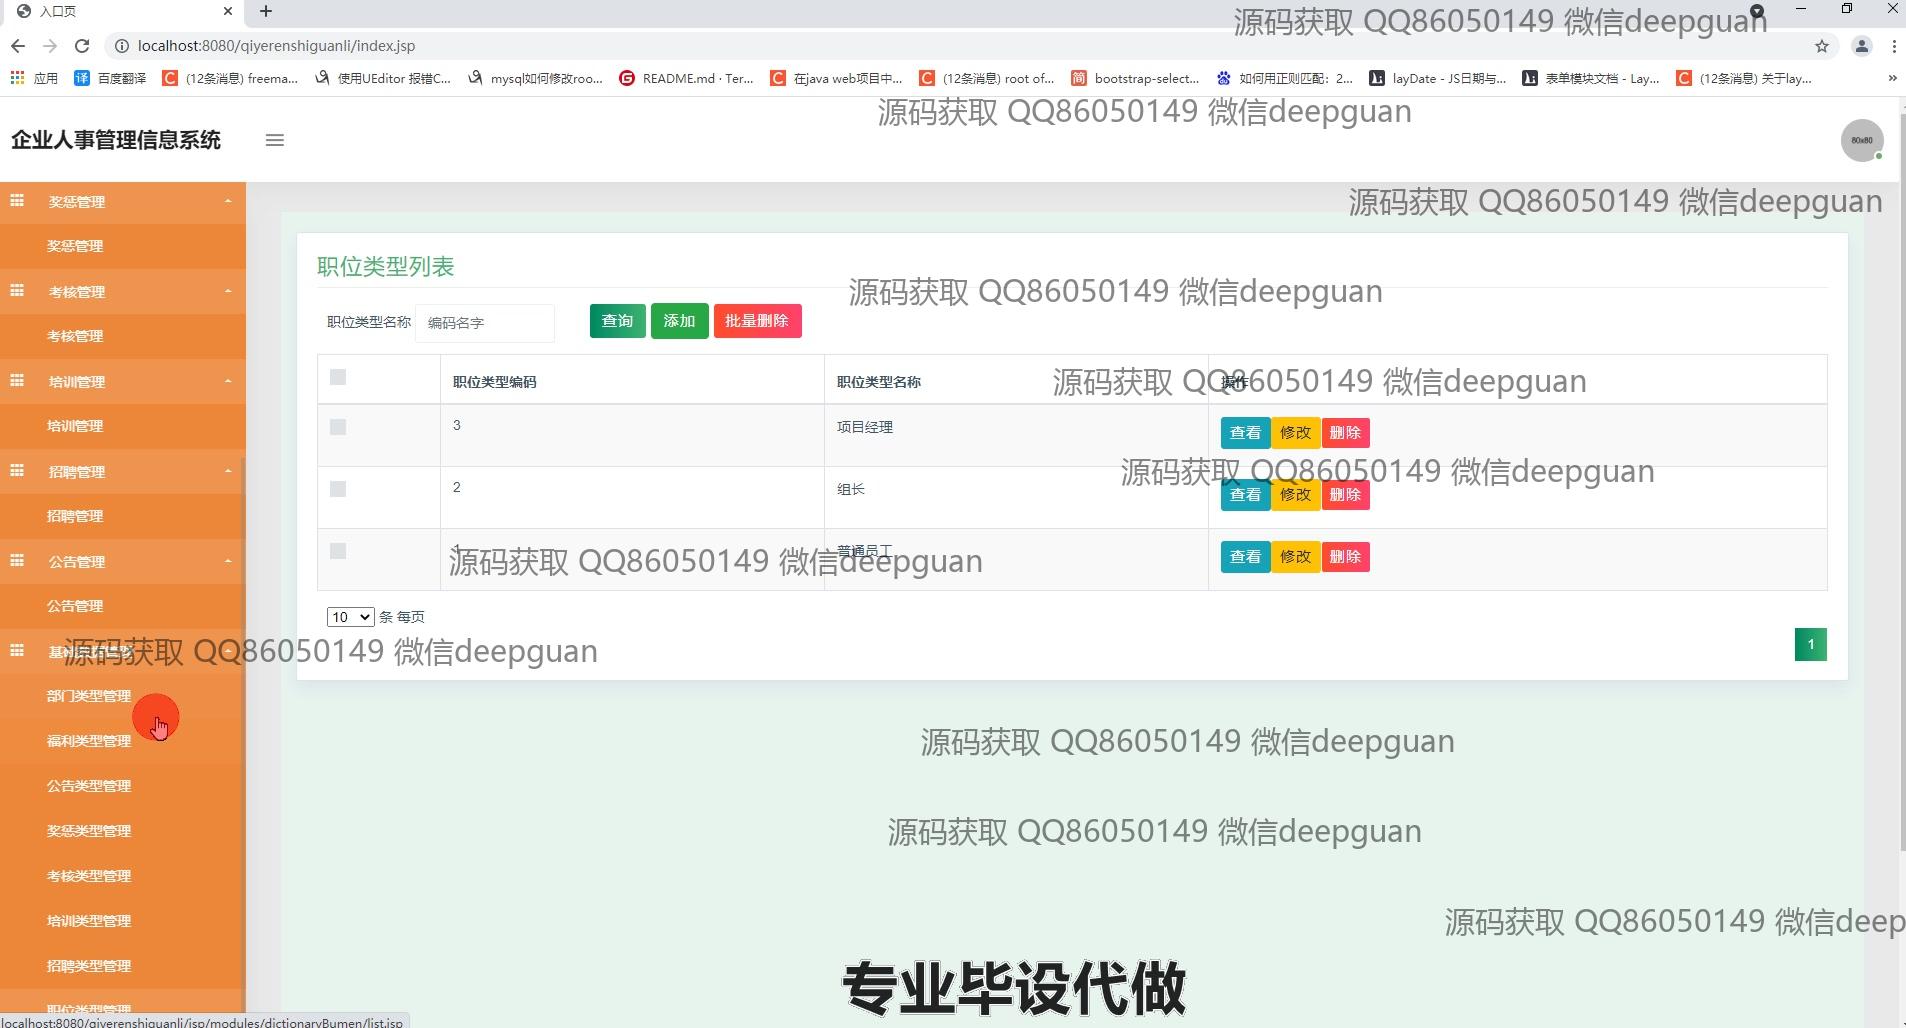 入口页
源码获取 QQ86050149 微信deepguan
localhost:8080/qiyerenshiguanli/index.jsp
应用 百度翻译 (12条消息) freema... 使用UEditor 报错C... mysql如何修改roo... README.md · Ter... 在java web项目中... (12条消息) root of... bootstrap-select... 如何用正则匹配：2... layDate - JS日期与... 表单模块文档 - Lay... (12条消息) 关于lay...
源码获取 QQ86050149 微信deepguan
企业人事管理信息系统
80x80
奖惩管理
源码获取 QQ86050149 微信deepguan
奖惩管理
职位类型列表
考核管理
源码获取 QQ86050149 微信deepguan
职位类型名称 编码名字 查询 添加 批量删除
考核管理
培训管理
职位类型编码 职位类型名称 操作
源码获取 QQ86050149 微信deepguan
培训管理
3 项目经理 查看 修改 删除
招聘管理
源码获取 QQ86050149 微信deepguan
2 组长 查看 修改 删除
招聘管理
公告管理
1 普通员工 查看 修改 删除
源码获取 QQ86050149 微信deepguan
公告管理
10 条 每页
源码获取 QQ86050149 微信deepguan
1
部门类型管理
福利类型管理
源码获取 QQ86050149 微信deepguan
公告类型管理
奖惩类型管理
源码获取 QQ86050149 微信deepguan
考核类型管理
培训类型管理
源码获取 QQ86050149 微信deep
招聘类型管理
专业毕设代做
职位类型管理
localhost:8080/qiyerenshiguanli/jsp/modules/dictionaryBumen/list.jsp